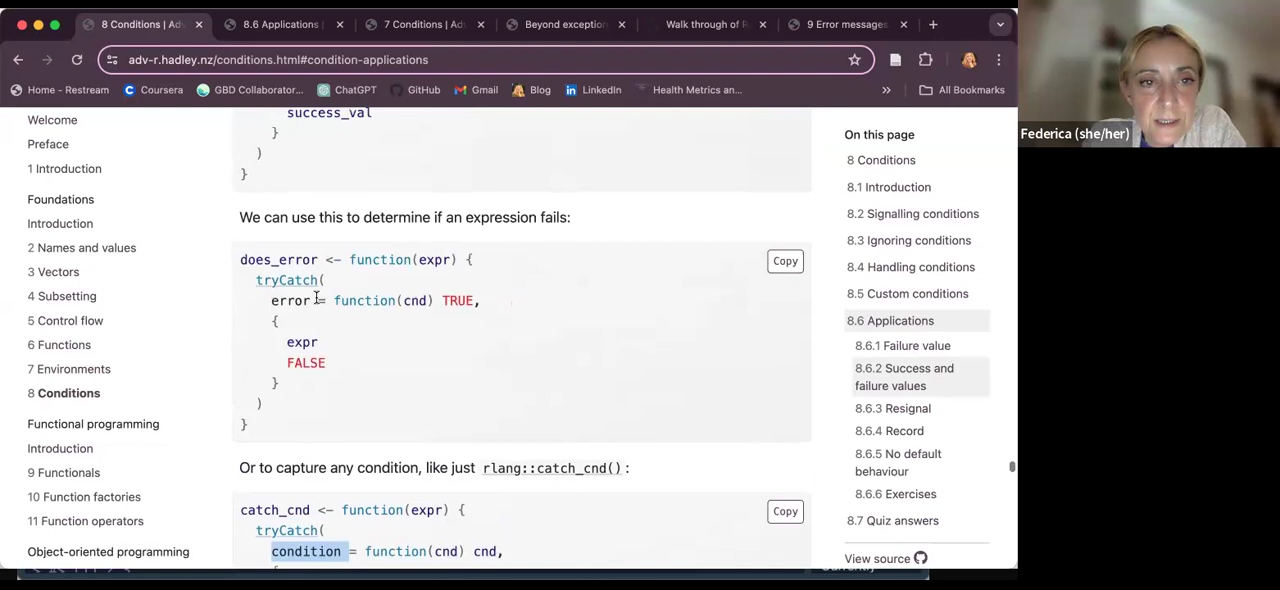 8 Conditions | Adv
8.6 Applications |
7 Conditions | Adv
Beyond exception
Walk through of R
9 Error messages
adv-r.hadley.nz/conditions.html#condition-applications
Home - Restream
Coursera
GBD Collaborator...
ChatGPT
GitHub
Gmail
Blog
LinkedIn
Health Metrics an...
»
All Bookmarks
Welcome
Preface
1 Introduction
Foundations
Introduction
2 Names and values
3 Vectors
4 Subsetting
5 Control flow
6 Functions
7 Environments
8 Conditions
Functional programming
Introduction
9 Functionals
10 Function factories
11 Function operators
Object-oriented programming
success_val
}
)
}
We can use this to determine if an expression fails:
does_error <- function(expr) {
tryCatch(
error = function(cnd) TRUE,
{
expr
FALSE
}
)
}
Copy
Or to capture any condition, like just rlang::catch_cnd() :
catch_cnd <- function(expr) {
tryCatch(
condition = function(cnd) cnd,
Copy
On this page
8 Conditions
8.1 Introduction
8.2 Signalling conditions
8.3 Ignoring conditions
8.4 Handling conditions
8.5 Custom conditions
8.6 Applications
8.6.1 Failure value
8.6.2 Success and
failure values
8.6.3 Resignal
8.6.4 Record
8.6.5 No default
behaviour
8.6.6 Exercises
8.7 Quiz answers
View source
Federica (she/her)